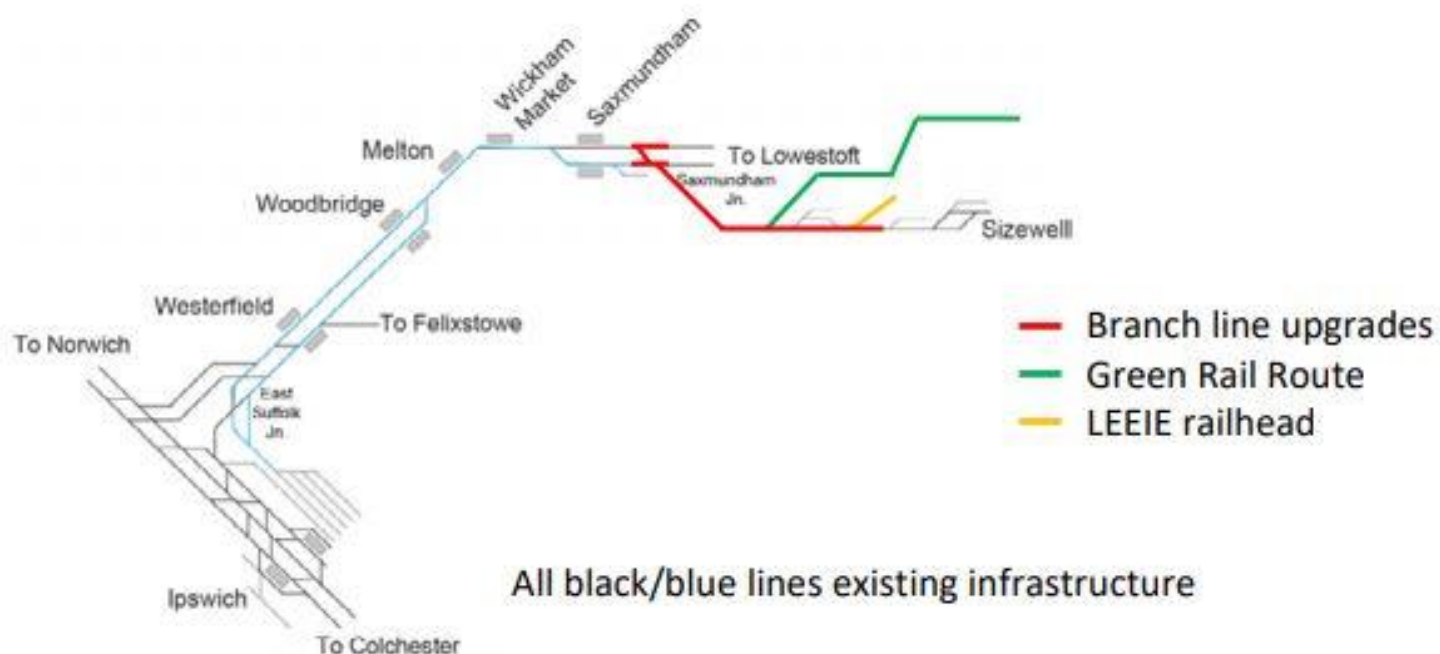 Wickham
Market
Saxmundham
Melton
To Lowestoft
Saxmundham
Jn.
Woodbridge
Sizewell
Westerfield
To Felixstowe
To Norwich
East
Suffolk
Jn
Branch line upgrades
Green Rail Route
LEEIE railhead
All black/blue lines existing infrastructure
Ipswich
To Colchester